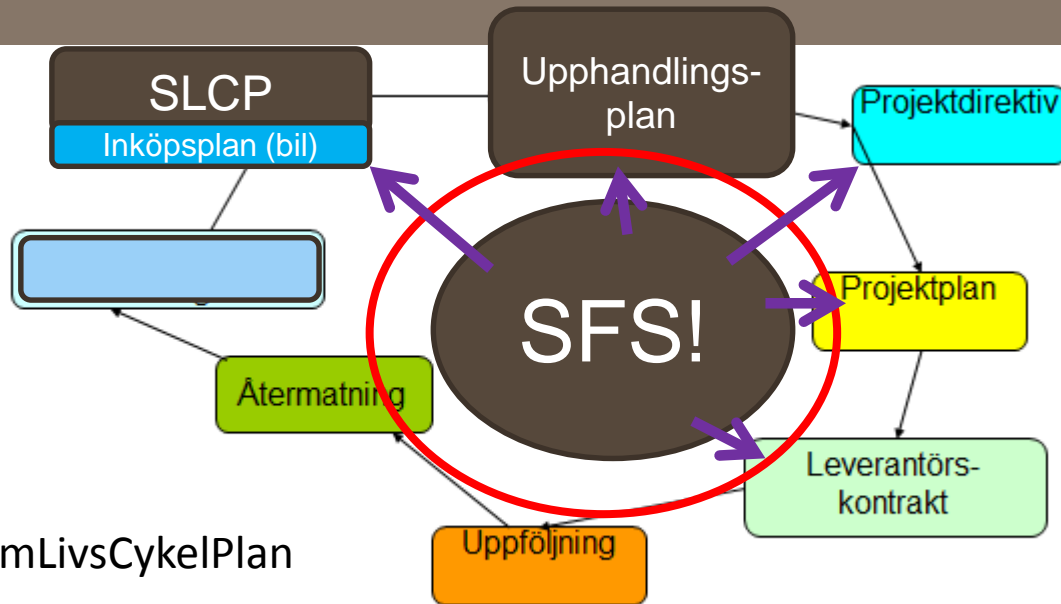 SLCP
Inköpsplan (bil)
Upphandlings-
plan
Projektdirektiv
SFS!
Projektplan
Återmatning
Leverantörs-
kontrakt
Uppföljning
mLivsCykelPlan